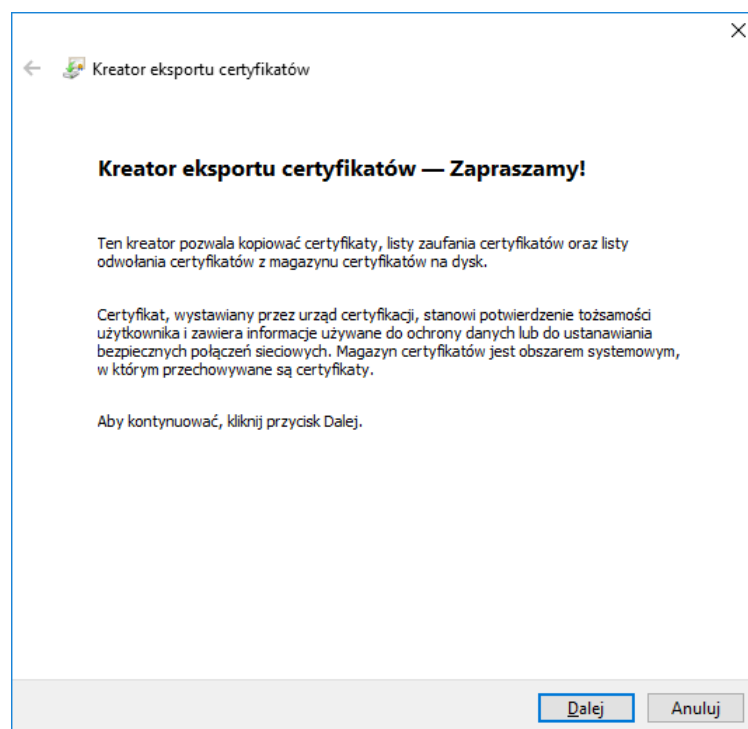 Kreator eksportu certyfikatów
Kreator eksportu certyfikatów — Zapraszamy!
Ten kreator pozwala kopiować certyfikaty, listy zaufania certyfikatów oraz listy
odwołania certyfikatów z magazynu certyfikatów na dysk.
Certyfikat, wystawiany przez urząd certyfikacji, stanowi potwierdzenie tożsamości
użytkownika i zawiera informacje używane do ochrony danych lub do ustanawiania
bezpiecznych połączeń sieciowych. Magazyn certyfikatów jest obszarem systemowym,
w którym przechowywane są certyfikaty.
Aby kontynuować, kliknij przycisk Dalej.
Dalej
Anuluj